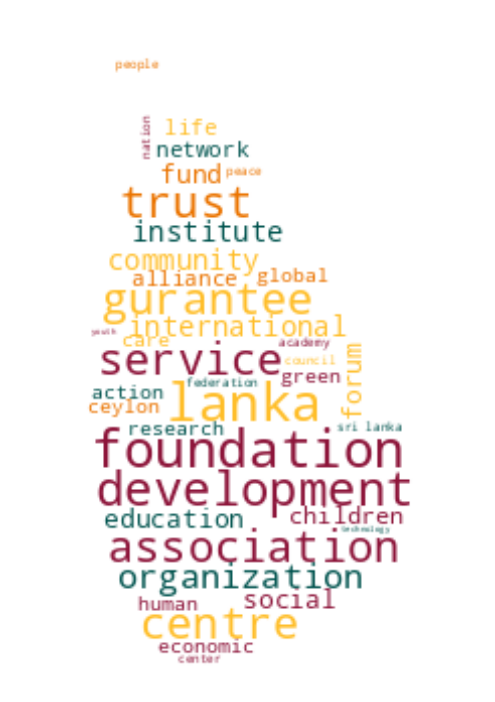 people
nation
life
network
fund
peace
trust
institute
community
alliance
global
gurantee
international
youth
care
academy
service
council
green
forum
federation
action
lanka
ceylon
research
sri lanka
foundation
development
education
children
technology
association
organization
human
social
centre
economic
center